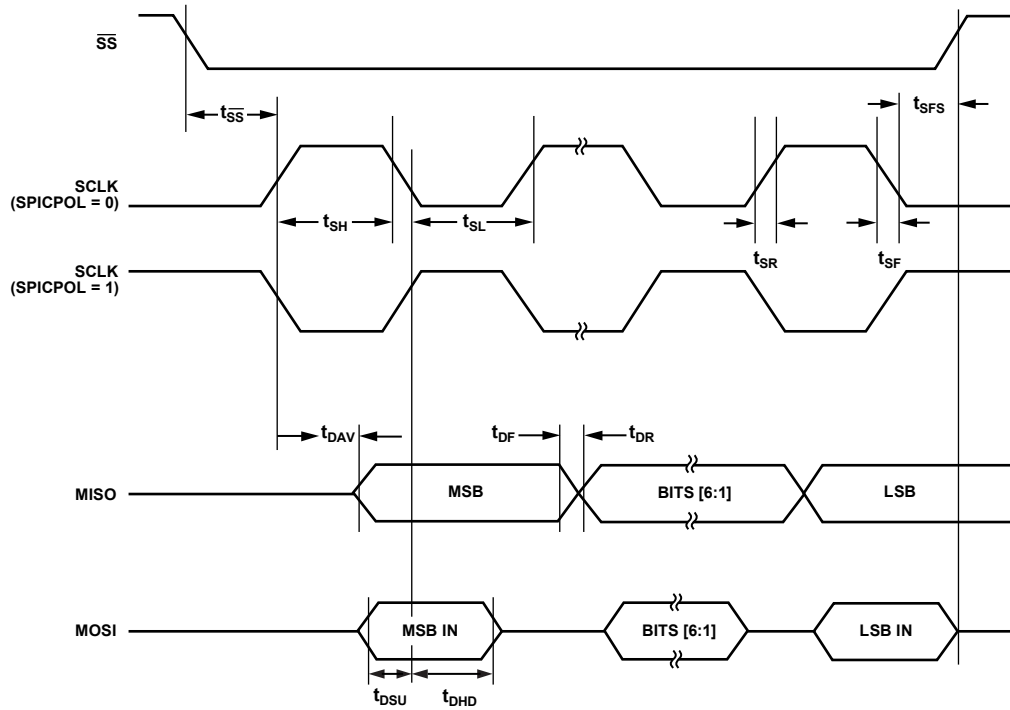 SS
tSS
tSFS
SCLK
(SPICPOL = 0)
tSH
tSL
tSR
tSF
SCLK
(SPICPOL = 1)
tDAV
tDF
tDR
MISO
MSB
BITS [6:1]
LSB
MOSI
MSB IN
BITS [6:1]
LSB IN
tDSU
tDHD